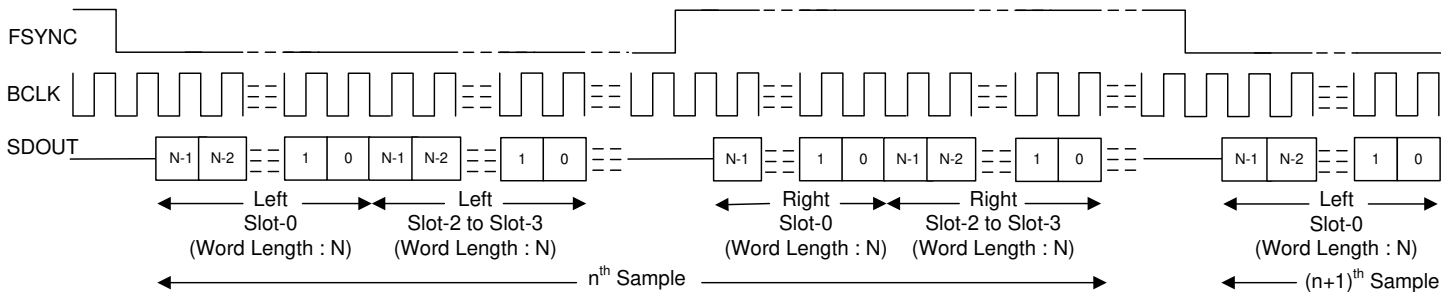 FSYNC
BCLK
SDOUT
N-1 N-2 1 0 N-1 N-2 1 0 N-1 1 0 N-1 N-2 1 0 N-1 N-2 1 0
Left Left Right Right Left
Slot-0 Slot-2 to Slot-3 Slot-0 Slot-2 to Slot-3 Slot-0
(Word Length : N) (Word Length : N) (Word Length : N) (Word Length : N) (Word Length : N)
nth Sample (n+1)th Sample